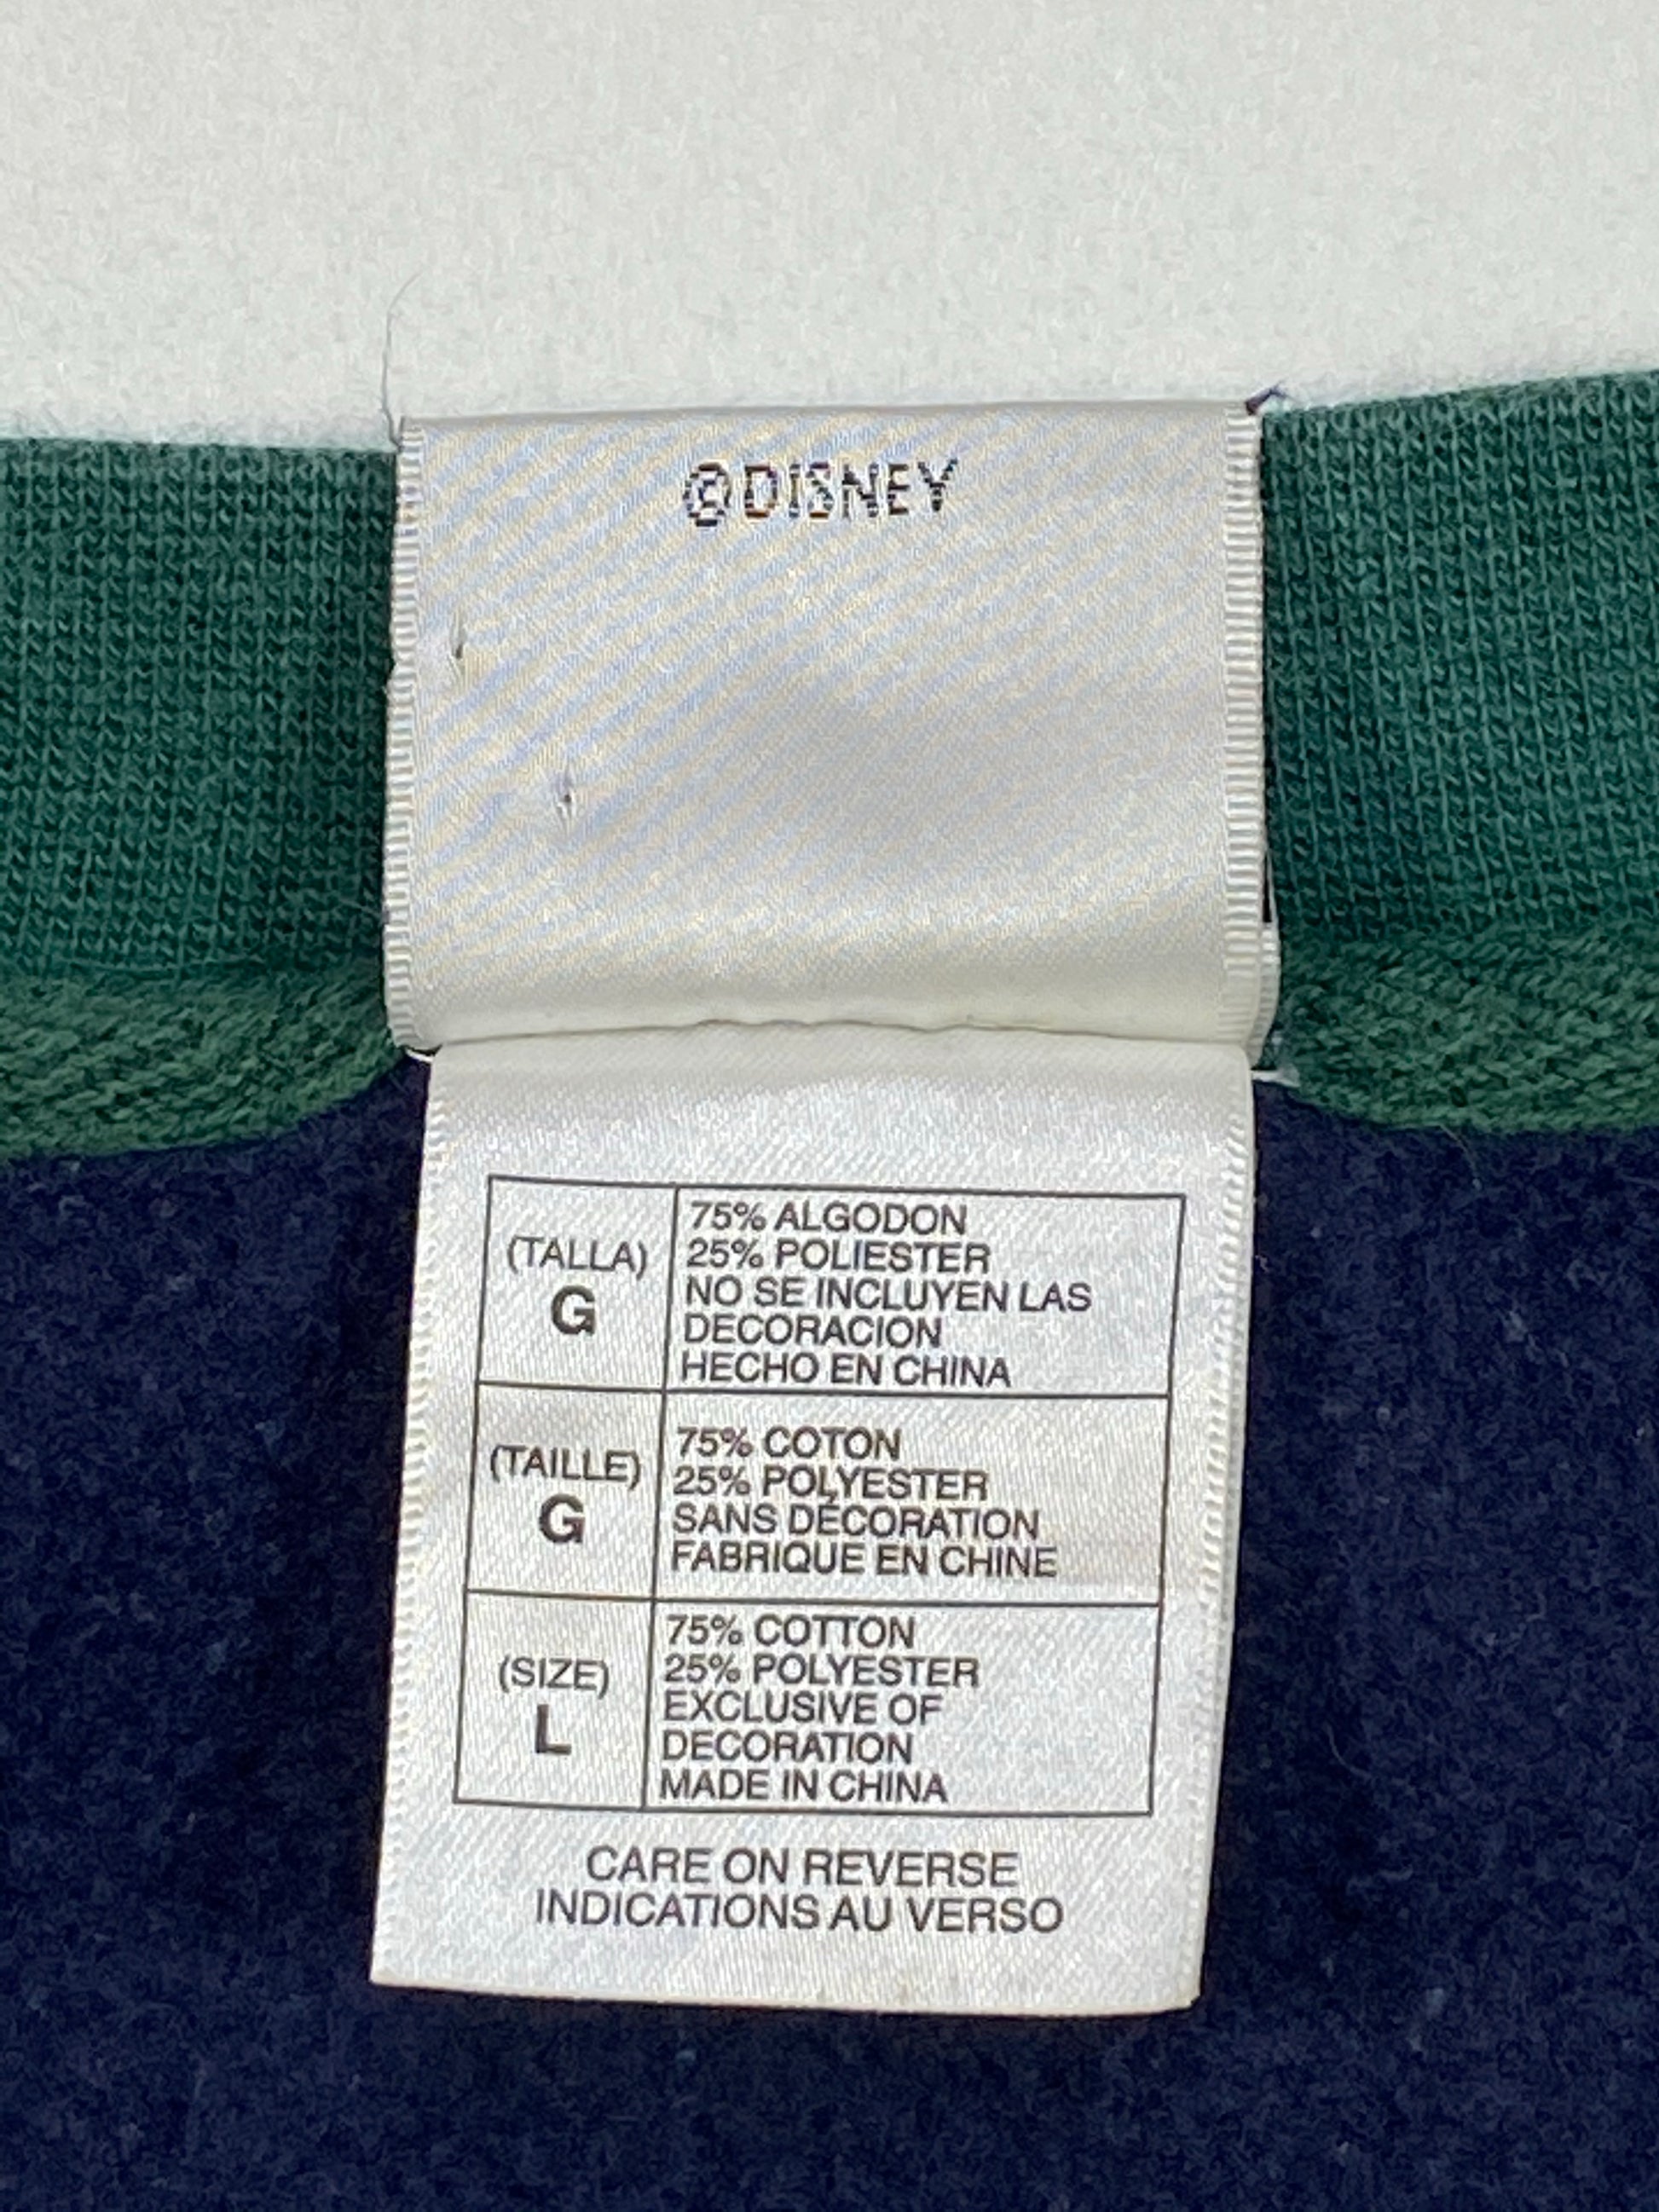 ©DISNEY
(TALLA)
G
75% ALGODON
25% POLIESTER
NO SE INCLUYEN LAS
DECORACION
HECHO EN CHINA
(TAILLE)
G
75% COTON
25% POLYESTER
SANS DÉCORATION
FABRIQUE EN CHINE
(SIZE)
L
75% COTTON
25% POLYESTER
EXCLUSIVE OF
DECORATION
MADE IN CHINA
CARE ON REVERSE
INDICATIONS AU VERSO